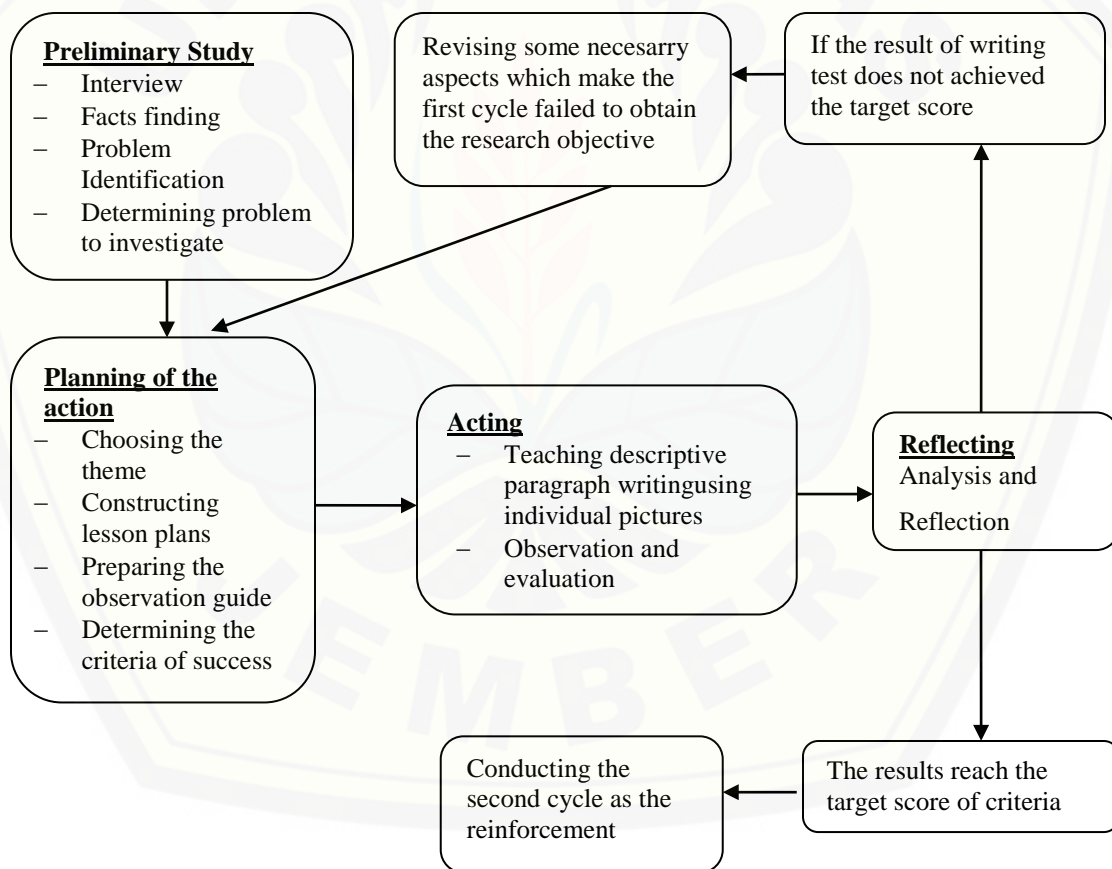 Preliminary Study
– Interview
– Facts finding
– Problem
Identification
– Determining problem
to investigate
Revising some necesarry
aspects which make the
first cycle failed to obtain
the research objective
If the result of writing
test does not achieved
the target score
Planning of the
action
– Choosing the
theme
– Constructing
lesson plans
– Preparing the
observation guide
– Determining the
criteria of success
Acting
– Teaching descriptive
paragraph writingusing
individual pictures
– Observation and
evaluation
Reflecting
Analysis and
Reflection
Conducting the
second cycle as the
reinforcement
The results reach the
target score of criteria
JEMBER